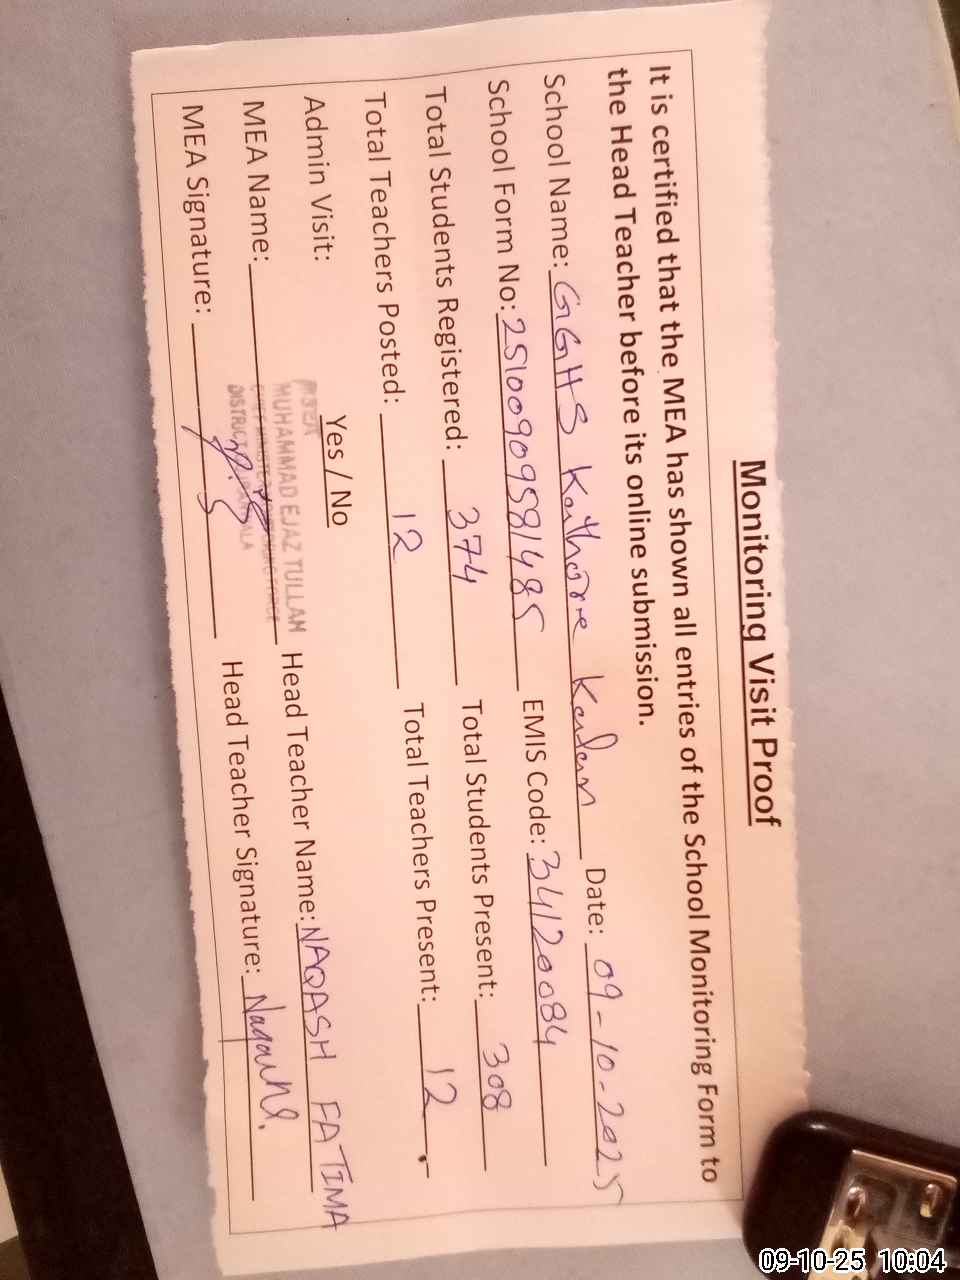 Monitoring Visit Proof
It is certified that the MEA has shown all entries of the School Monitoring Form to
the Head Teacher before its online submission.
School Name: GGHS Kathore Kalan Date: 09-10-2025
School Form No: 25100909581485 EMIS Code: 34120084
Total Students Registered: 374 Total Students Present: 308
Total Teachers Posted: 12 Total Teachers Present: 12
Admin Visit: Yes / No
MEA Name: MUHAMMAD EJAZ TULLAH Head Teacher Name: NAQASH FATIMA
DISTRICT
MEA Signature: Head Teacher Signature: Naqash
09-10-25 10:04